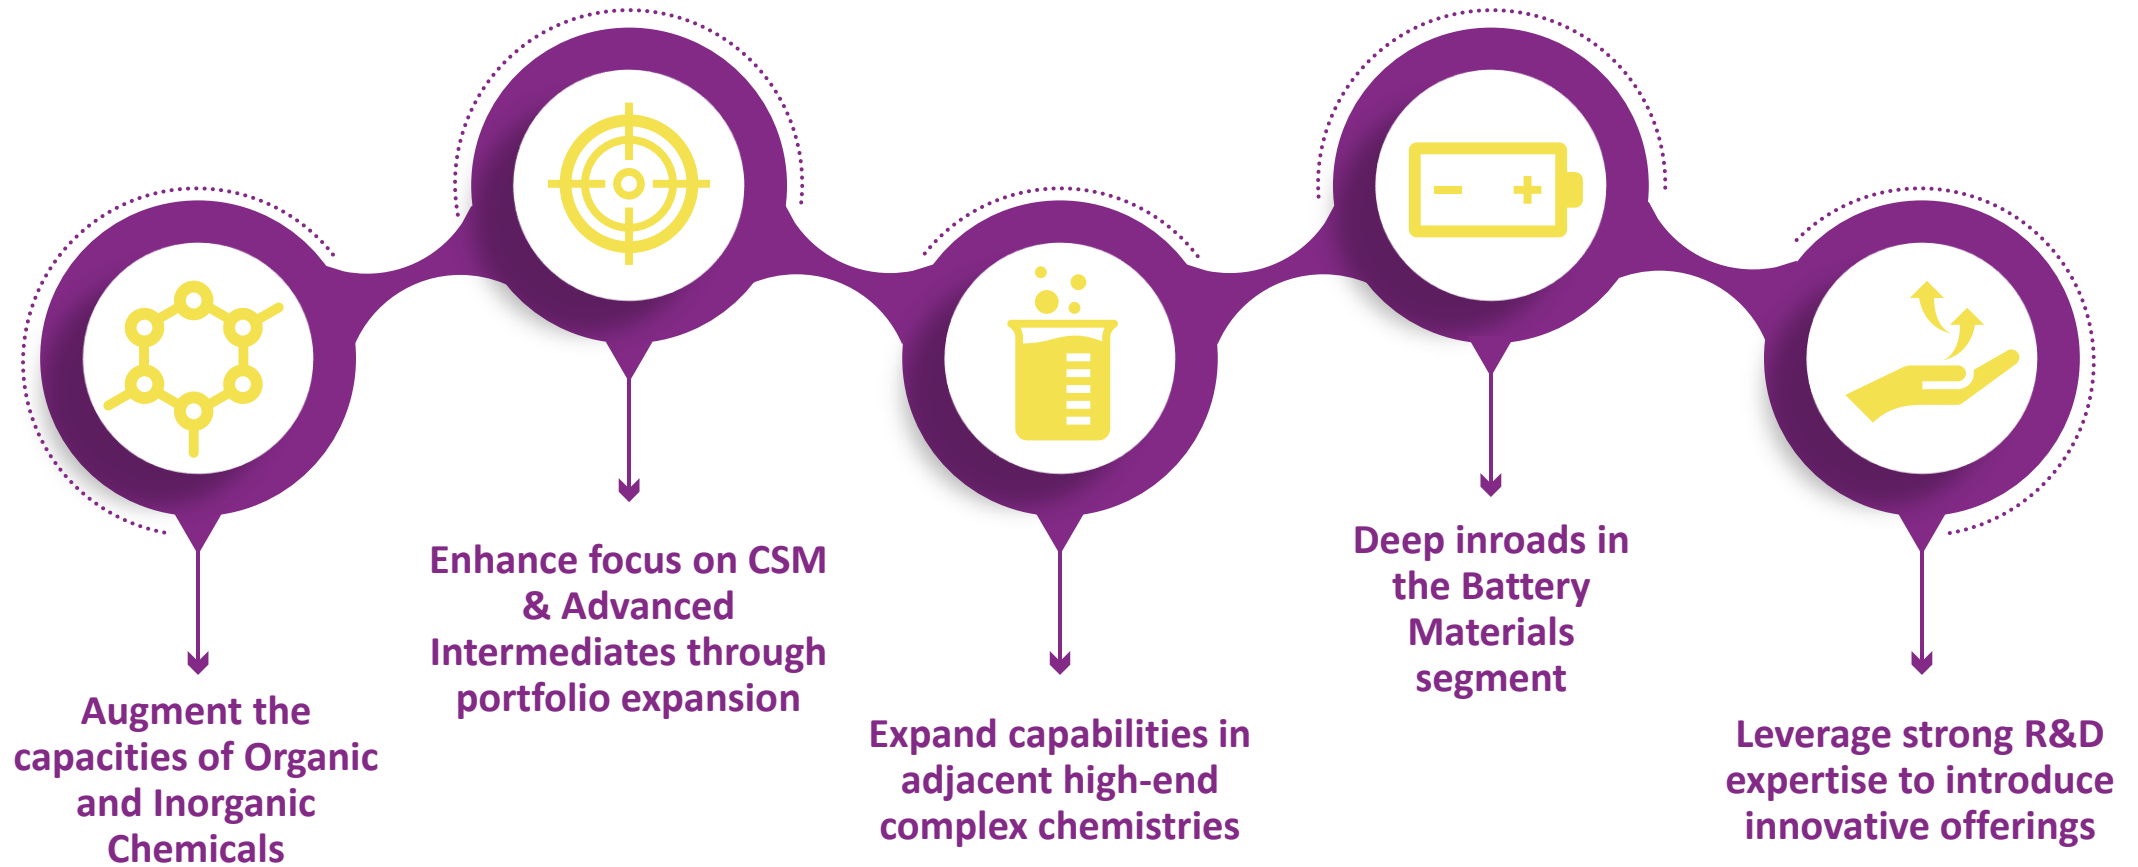 Augment the
capacities of Organic
and Inorganic
Chemicals
Enhance focus on CSM
& Advanced
Intermediates through
portfolio expansion
Expand capabilities in
adjacent high-end
complex chemistries
Deep inroads in
the Battery
Materials
segment
Leverage strong R&D
expertise to introduce
innovative offerings